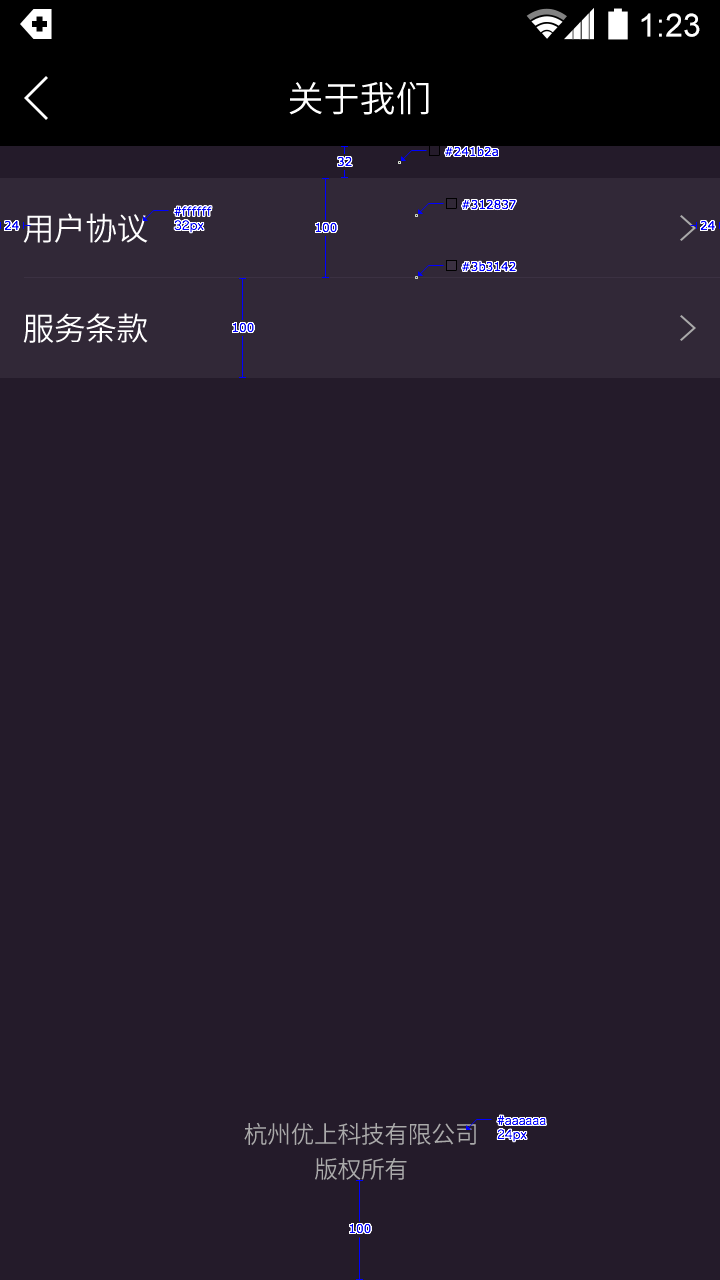 1:23
关于我们
32
#241b2a
#ffffff
32px
#312837
24
用户协议
100
24
#3b3142
服务条款
100
#aaaaaa
24px
杭州优上科技有限公司
版权所有
100